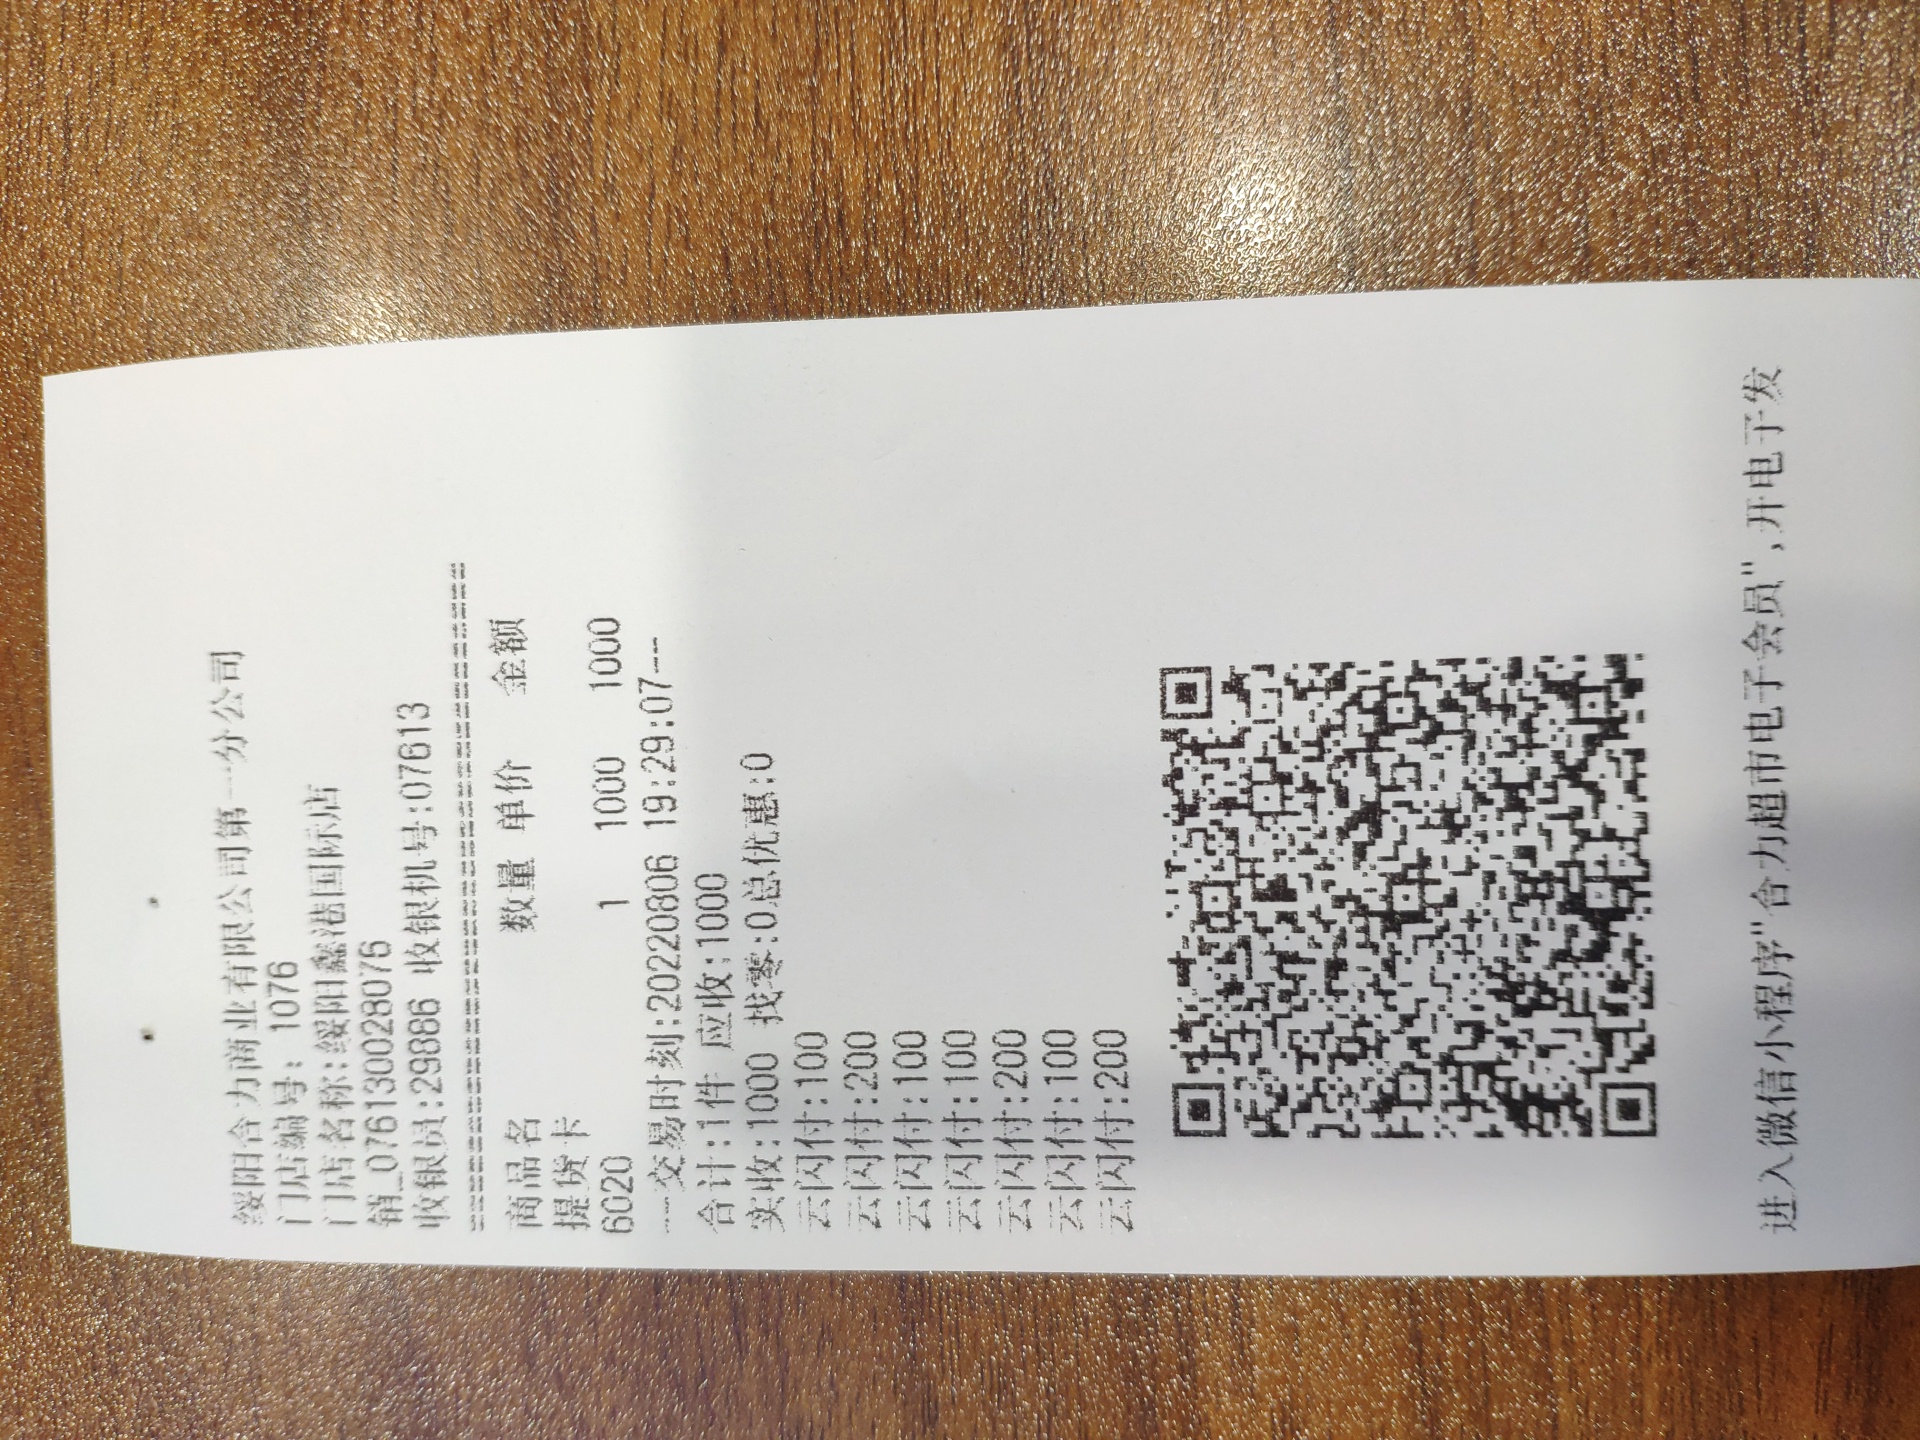 绥阳合力商业有限公司第一分公司
门店编号: 1076
门店名称:绥阳鑫港国际店
销_076130028076
收银员:29886 收银机号:07613
商品名 数量 单价 金额
提货卡
6020 1 1000 1000
---交易时刻:20220806 19:29:07--
合计:1件 应收:1000
实收:1000 找零:0总优惠:0
云闪付:100
云闪付:200
云闪付:100
云闪付:100
云闪付:200
云闪付:100
云闪付:200
进入微信小程序"合力超市电子会员",开电子发